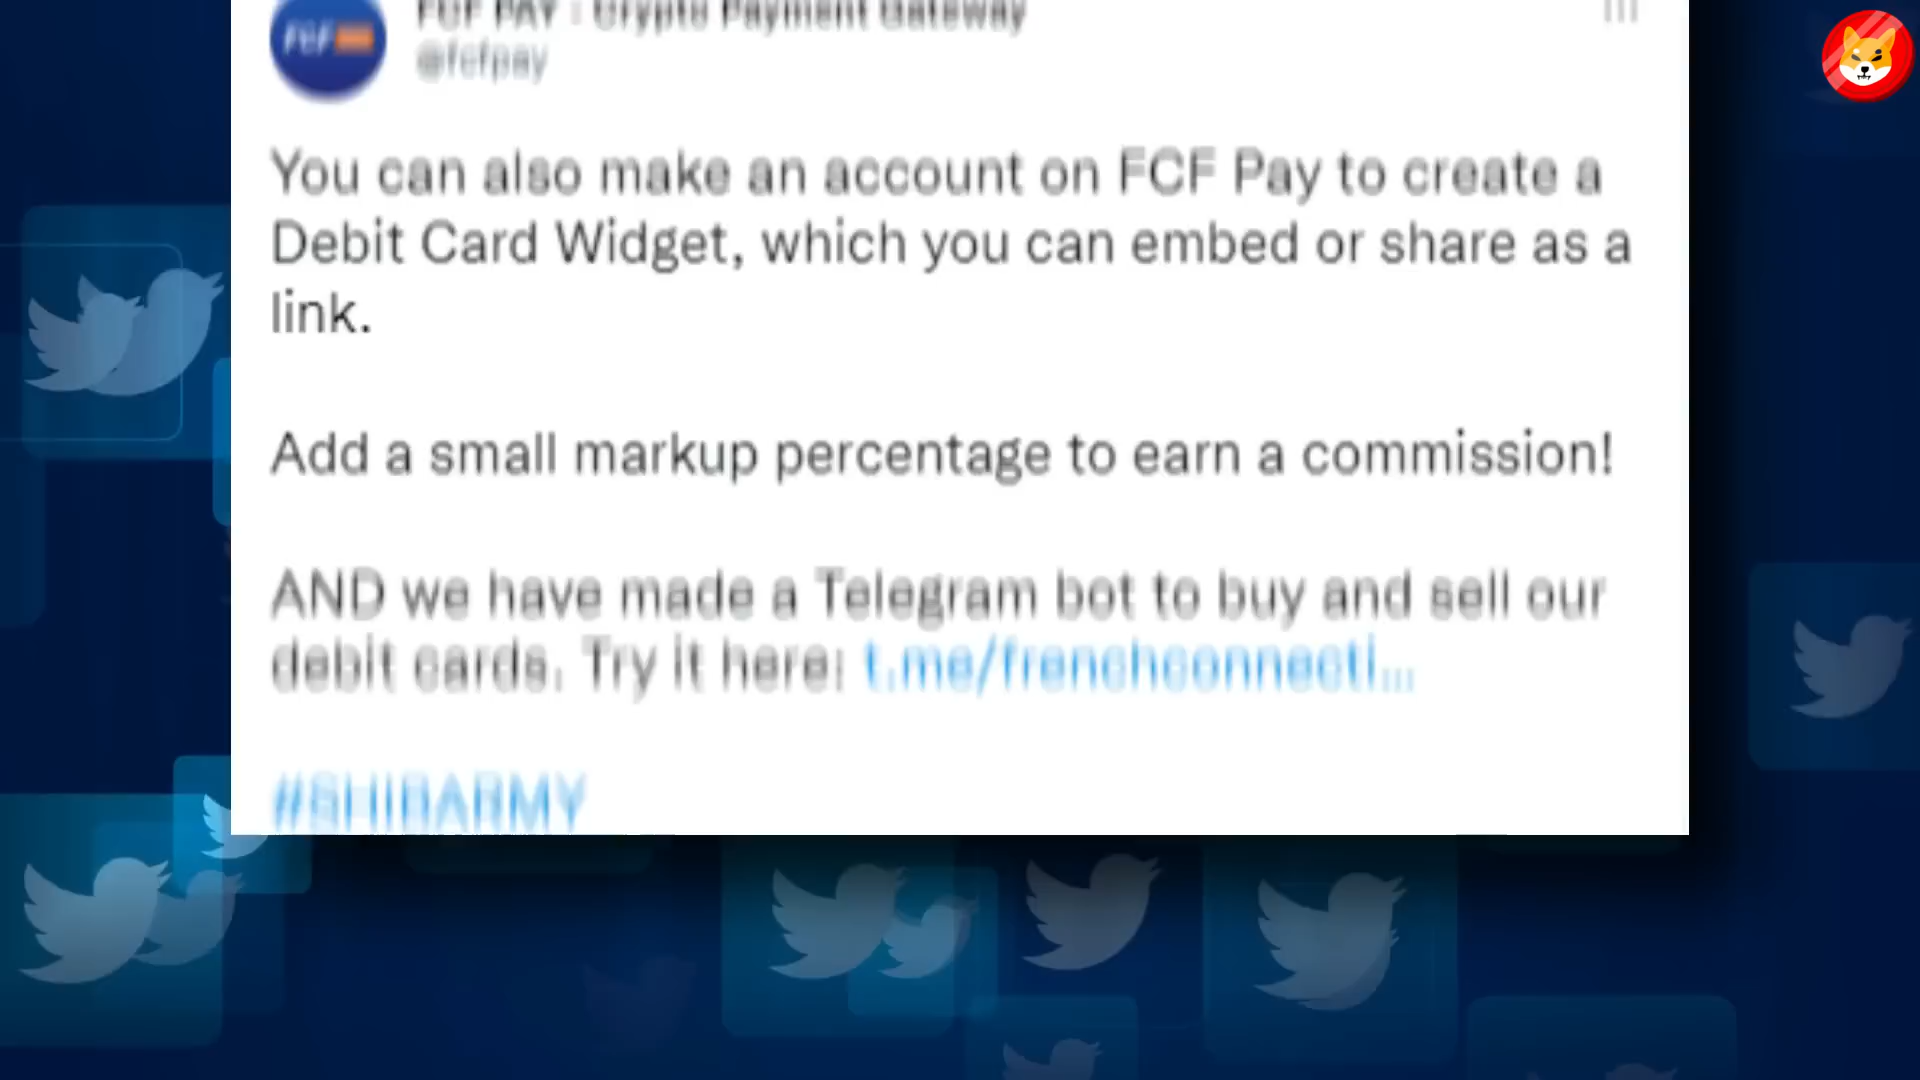 FCF PAY : Crypto Payment Gateway
@fcfpay
FCF
You can also make an account on FCF Pay to create a
Debit Card Widget, which you can embed or share as a
link.
Add a small markup percentage to earn a commission!
AND we have made a Telegram bot to buy and sell our
debit cards. Try it here: t.me/frenchconnecti...
#SHIBARMY